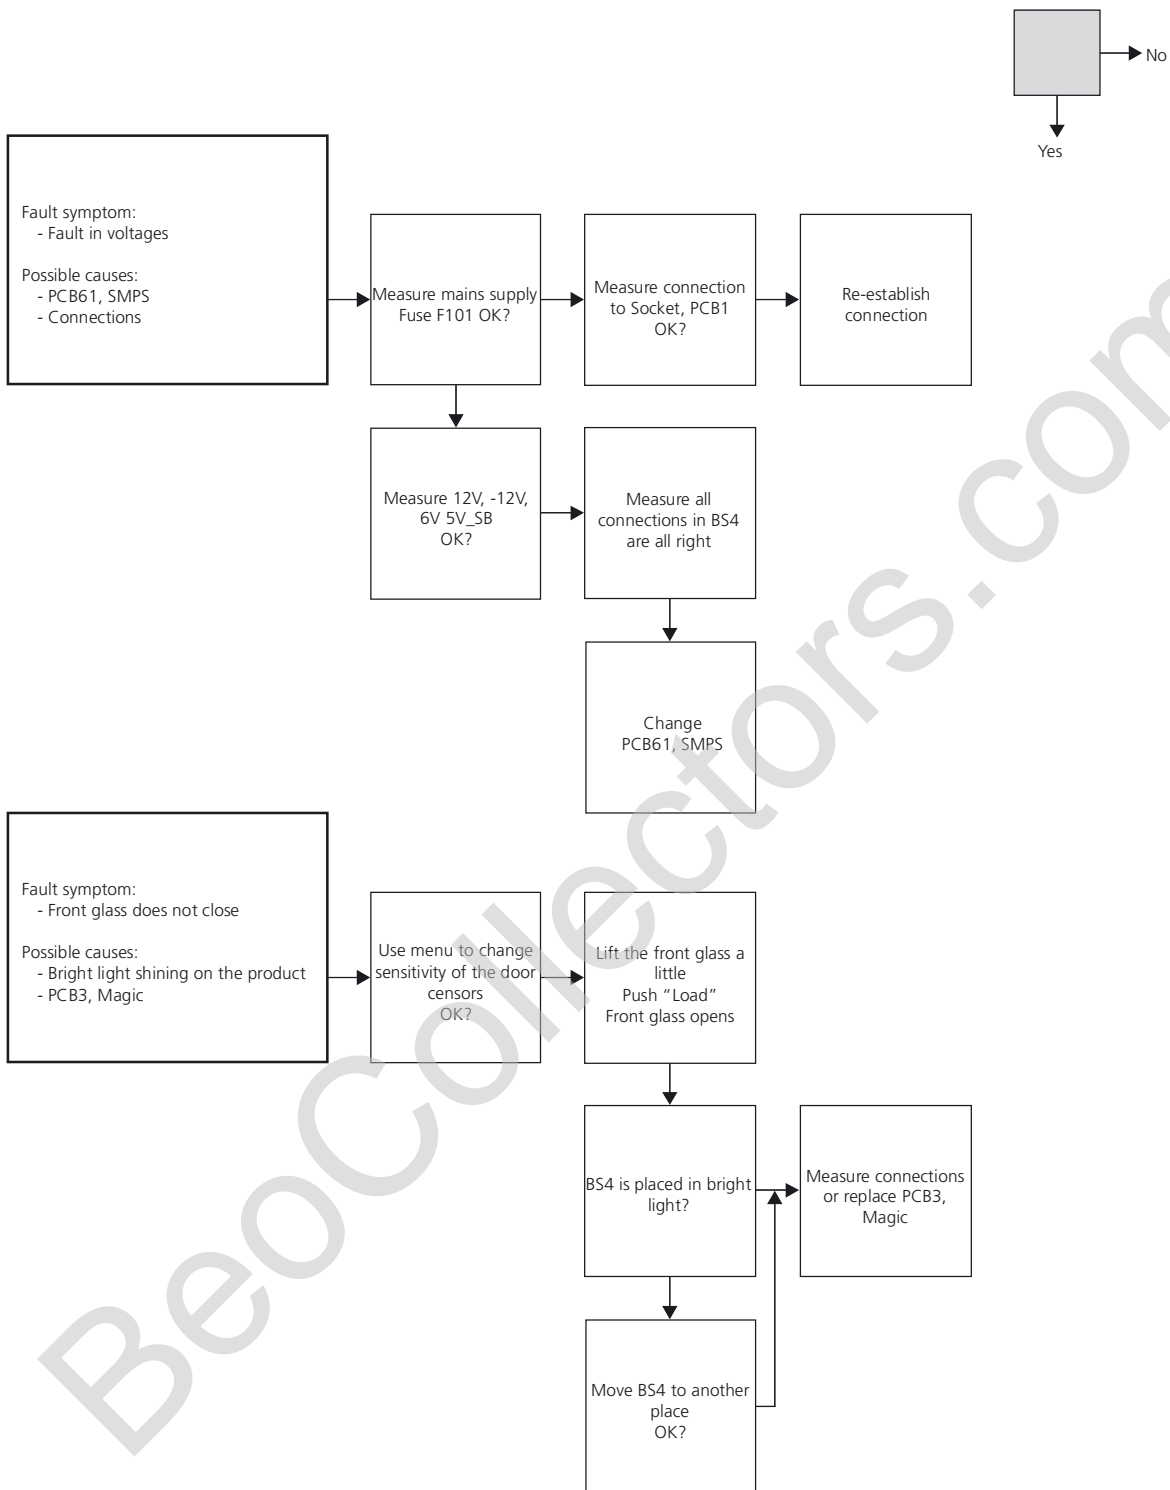 No
Yes
Fault symptom:
- Fault in voltages
Possible causes:
- PCB61, SMPS
- Connections
Measure mains supply
Fuse F101 OK?
Measure connection
to Socket, PCB1
OK?
Re-establish
connection
Measure 12V, -12V,
6V 5V_SB
OK?
Measure all
connections in BS4
are all right
Change
PCB61, SMPS
Fault symptom:
- Front glass does not close
Possible causes:
- Bright light shining on the product
- PCB3, Magic
Use menu to change
sensitivity of the door
censors
OK?
Lift the front glass a
little
Push “Load”
Front glass opens
BS4 is placed in bright
light?
Measure connections
or replace PCB3,
Magic
Move BS4 to another
place
OK?
BeoCollectors.com